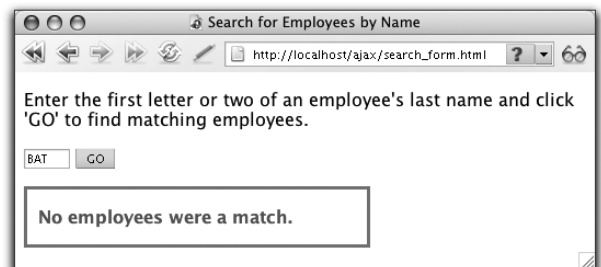 Search for Employees by Name
http://localhost/ajax/search_form.html
?
Enter the first letter or two of an employee's last name and click
'GO' to find matching employees.
BAT GO
No employees were a match.